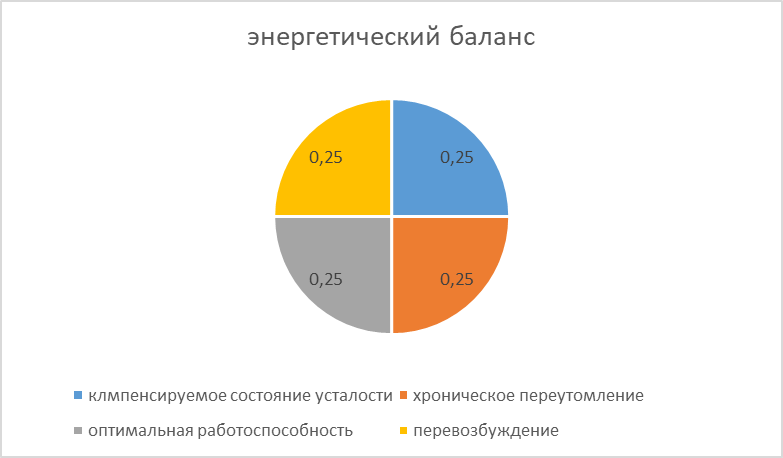 энергетический баланс
0,25 0,25
0,25 0,25
клмпенсируемое состояние усталости хроническое переутомление
оптимальная работоспособность перевозбуждение